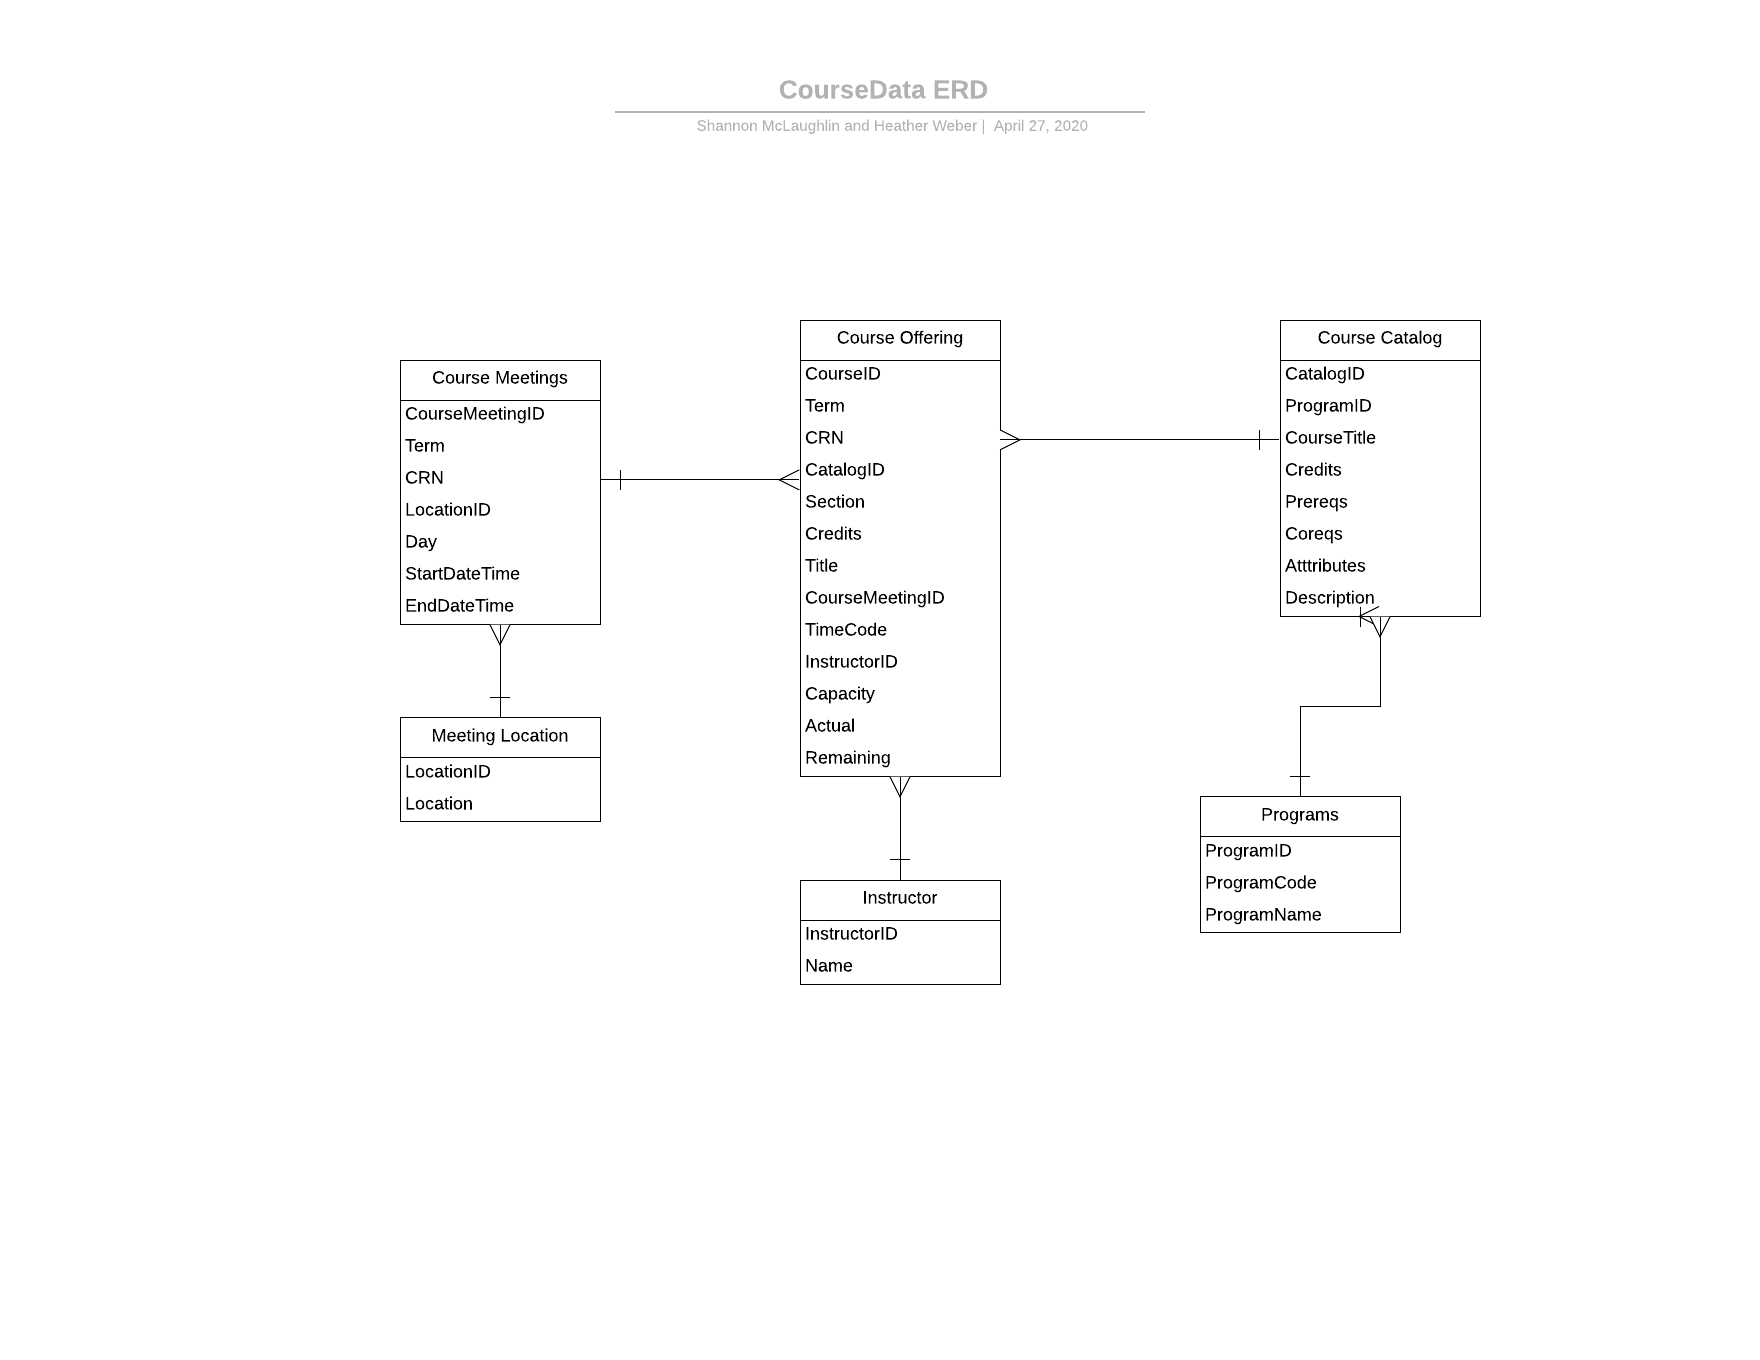 CourseData ERD
Shannon McLaughlin and Heather Weber | April 27, 2020
Course Meetings
CourseMeetingID
Term
CRN
LocationID
Day
StartDateTime
EndDateTime
Meeting Location
LocationID
Location
Course Offering
CourseID
Term
CRN
CatalogID
Section
Credits
Title
CourseMeetingID
TimeCode
InstructorID
Capacity
Actual
Remaining
Instructor
InstructorID
Name
Course Catalog
CatalogID
ProgramID
CourseTitle
Credits
Prereqs
Coreqs
Atttributes
Description
Programs
ProgramID
ProgramCode
ProgramName